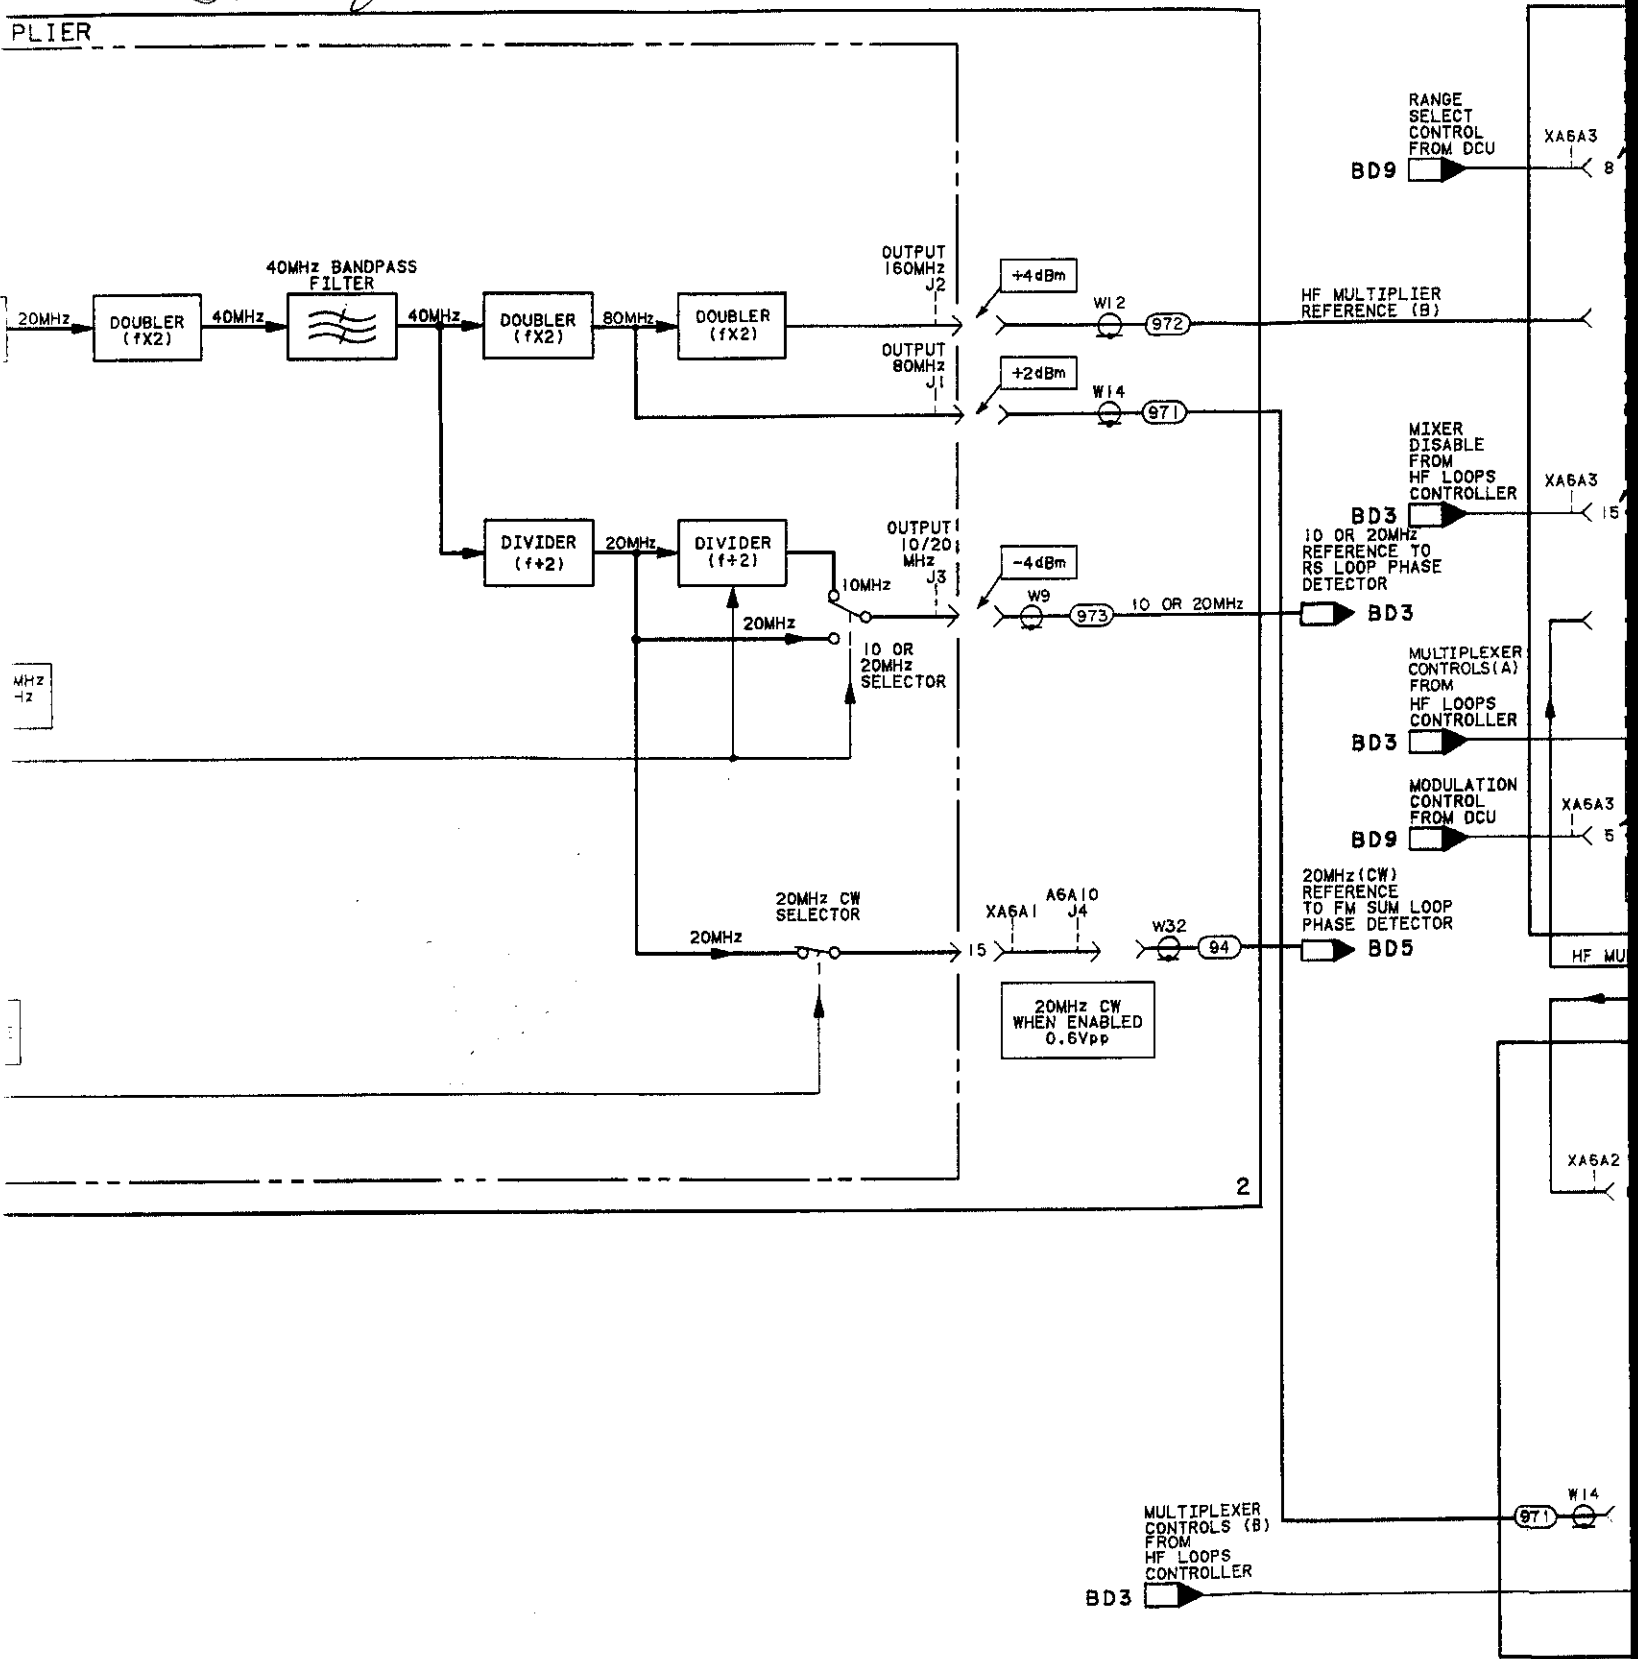 PLIER
RANGE
SELECT
CONTROL
FROM DCU
BD9
XA6A3
8
40MHz BANDPASS
FILTER
20MHz
DOUBLER
(fX2)
40MHz
40MHz
DOUBLER
(fX2)
80MHz
DOUBLER
(fX2)
OUTPUT
160MHz
J2
+4dBm
W12
972
HF MULTIPLIER
REFERENCE (B)
OUTPUT
80MHz
J1
+2dBm
W14
971
MIXER
DISABLE
FROM
HF LOOPS
CONTROLLER
BD3
XA6A3
15
DIVIDER
(f÷2)
20MHz
DIVIDER
(f÷2)
10MHz
20MHz
10 OR
20MHz
SELECTOR
OUTPUT
10/20
MHz
J3
-4dBm
W9
973
10 OR 20MHz
10 OR 20MHz
REFERENCE TO
RS LOOP PHASE
DETECTOR
BD3
MHz
Hz
MULTIPLEXER
CONTROLS(A)
FROM
HF LOOPS
CONTROLLER
BD3
MODULATION
CONTROL
FROM DCU
BD9
XA6A3
5
20MHz CW
SELECTOR
20MHz
15
XA6A1
A6A10
J4
W32
94
20MHz(CW)
REFERENCE
TO FM SUM LOOP
PHASE DETECTOR
BD5
20MHz CW
WHEN ENABLED
0.6Vpp
HF MU
XA6A2
2
971
W14
MULTIPLEXER
CONTROLS (B)
FROM
HF LOOPS
CONTROLLER
BD3